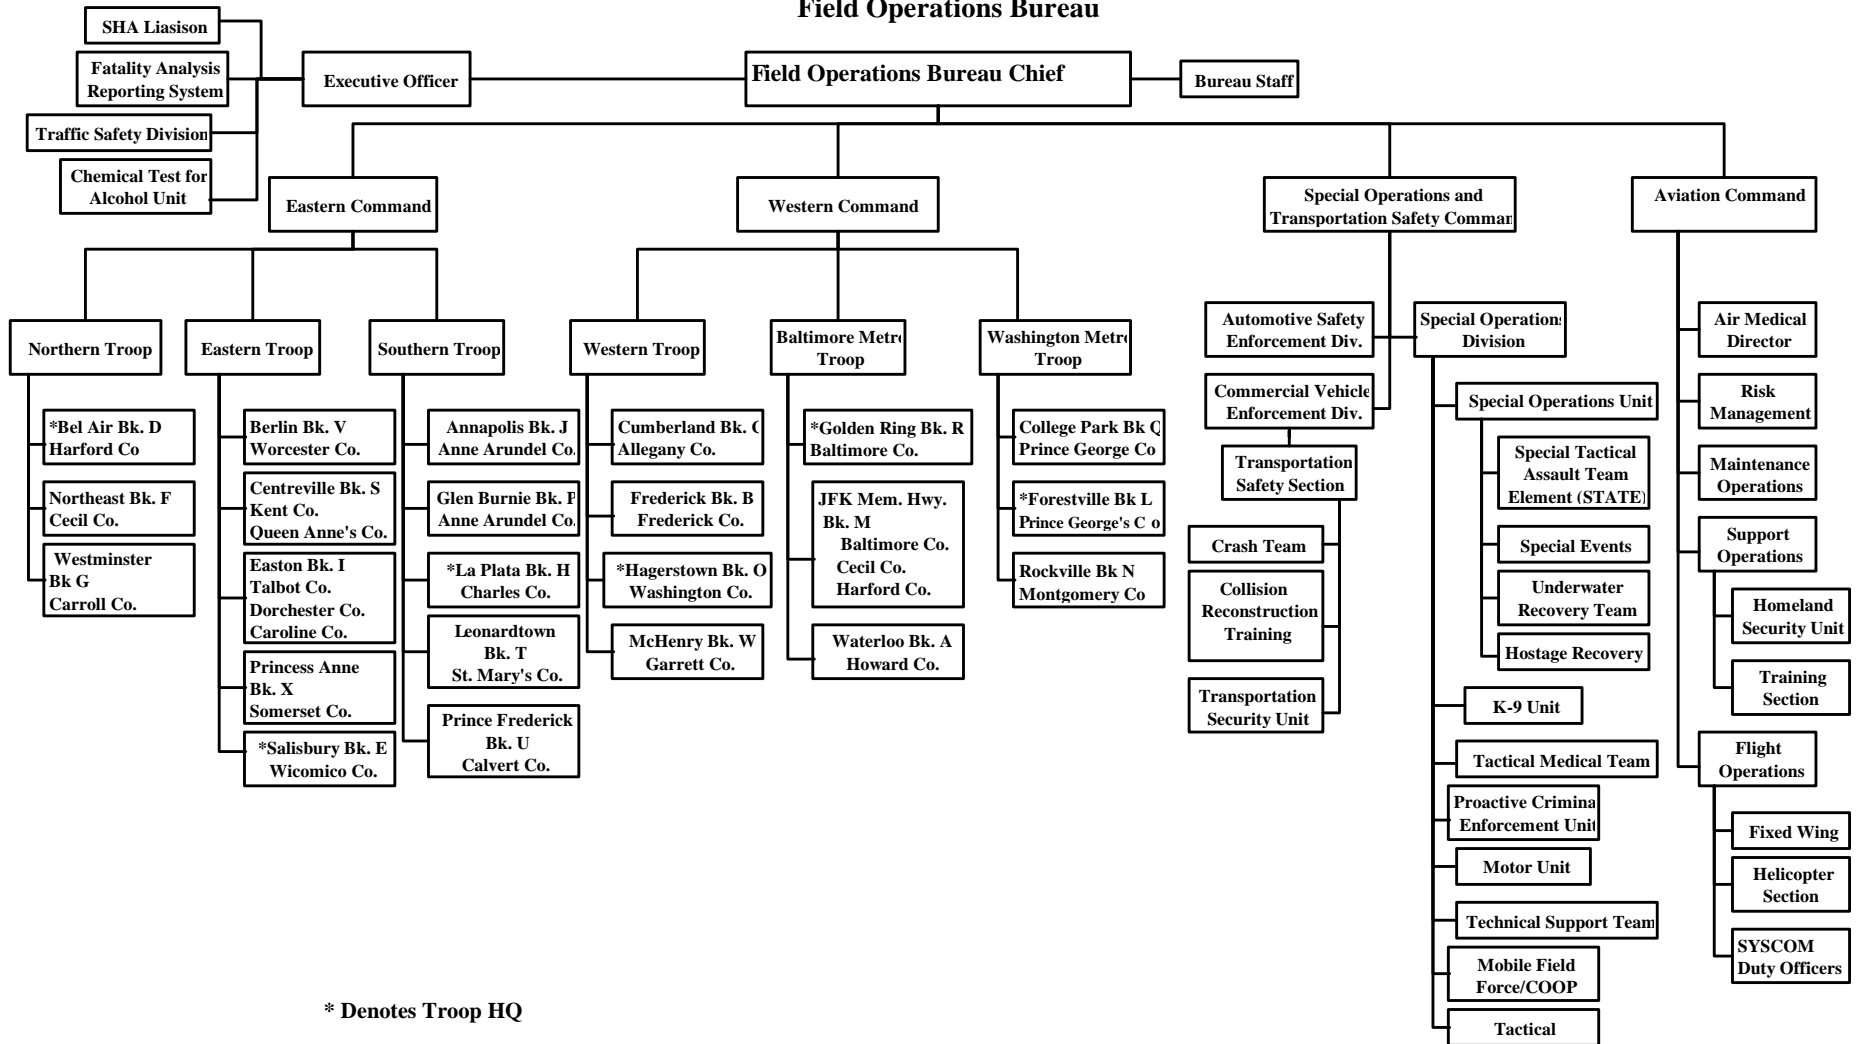 Field Operations Bureau
SHA Liasison
Fatality Analysis
Reporting System
Traffic Safety Division
Chemical Test for
Alcohol Unit
Executive Officer
Field Operations Bureau Chief
Bureau Staff
Eastern Command
Western Command
Special Operations and
Transportation Safety Comman
Aviation Command
Northern Troop
*Bel Air Bk. D
Harford Co
Northeast Bk. F
Cecil Co.
Westminster
Bk G
Carroll Co.
Eastern Troop
Berlin Bk. V
Worcester Co.
Centreville Bk. S
Kent Co.
Queen Anne's Co.
Easton Bk. I
Talbot Co.
Dorchester Co.
Caroline Co.
Princess Anne
Bk. X
Somerset Co.
*Salisbury Bk. E
Wicomico Co.
Southern Troop
Annapolis Bk. J
Anne Arundel Co.
Glen Burnie Bk. P
Anne Arundel Co.
*La Plata Bk. H
Charles Co.
Leonardtown
Bk. T
St. Mary's Co.
Prince Frederick
Bk. U
Calvert Co.
Western Troop
Cumberland Bk.
Allegany Co.
Frederick Bk. B
Frederick Co.
*Hagerstown Bk. O
Washington Co.
McHenry Bk. W
Garrett Co.
Baltimore Metro
Troop
*Golden Ring Bk. R
Baltimore Co.
JFK Mem. Hwy.
Bk. M
Baltimore Co.
Cecil Co.
Harford Co.
Waterloo Bk. A
Howard Co.
Washington Metro
Troop
College Park Bk Q
Prince George Co
*Forestville Bk L
Prince George's C o
Rockville Bk N
Montgomery Co
Automotive Safety
Enforcement Div.
Commercial Vehicle
Enforcement Div.
Transportation
Safety Section
Crash Team
Collision
Reconstruction
Training
Transportation
Security Unit
Special Operations
Division
Special Operations Unit
Special Tactical
Assault Team
Element (STATE)
Special Events
Underwater
Recovery Team
Hostage Recovery
K-9 Unit
Tactical Medical Team
Proactive Crimina
Enforcement Unit
Motor Unit
Technical Support Team
Mobile Field
Force/COOP
Tactical
Air Medical
Director
Risk
Management
Maintenance
Operations
Support
Operations
Homeland
Security Unit
Training
Section
Flight
Operations
Fixed Wing
Helicopter
Section
SYSCOM
Duty Officers
* Denotes Troop HQ